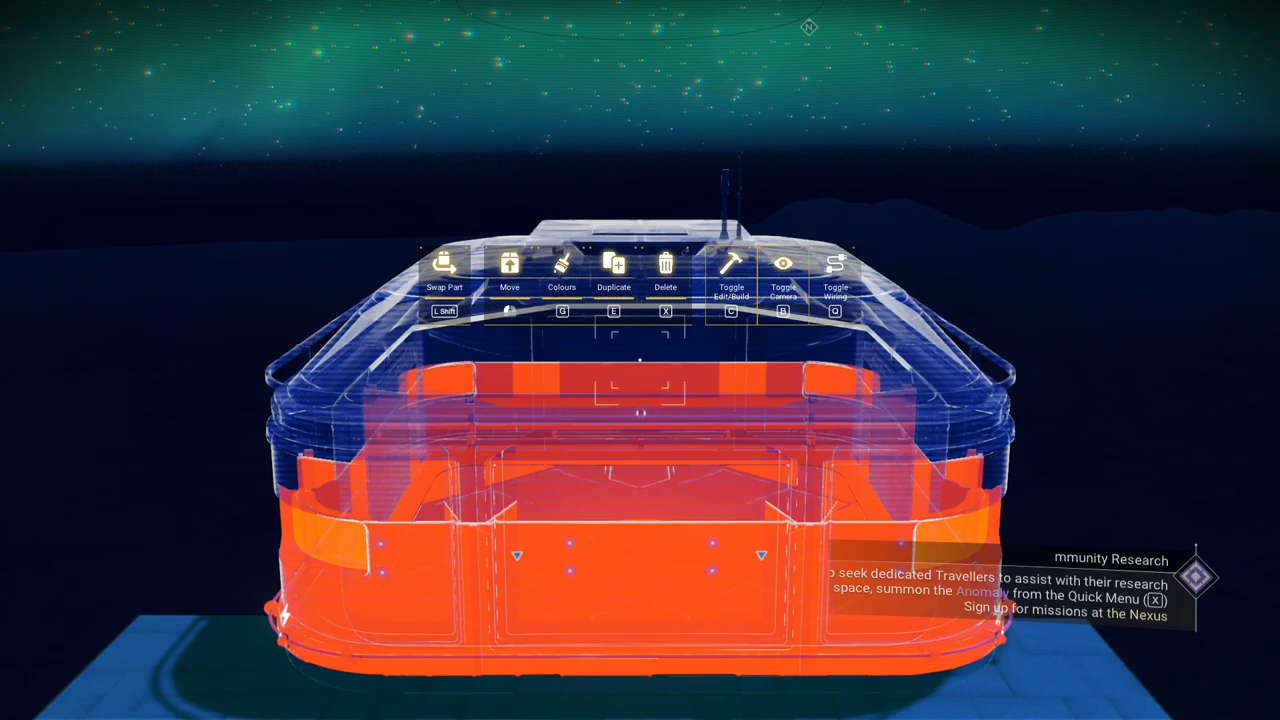 N
Swap Part
Move
Colours
Duplicate
Delete
Toggle
Edit/Build
Toggle
Camera
Toggle
Wiring
L Shift
G
E
X
C
B
Q
mmunity Research
o seek dedicated Travellers to assist with their research
space, summon the Anomaly from the Quick Menu (X)
Sign up for missions at the Nexus